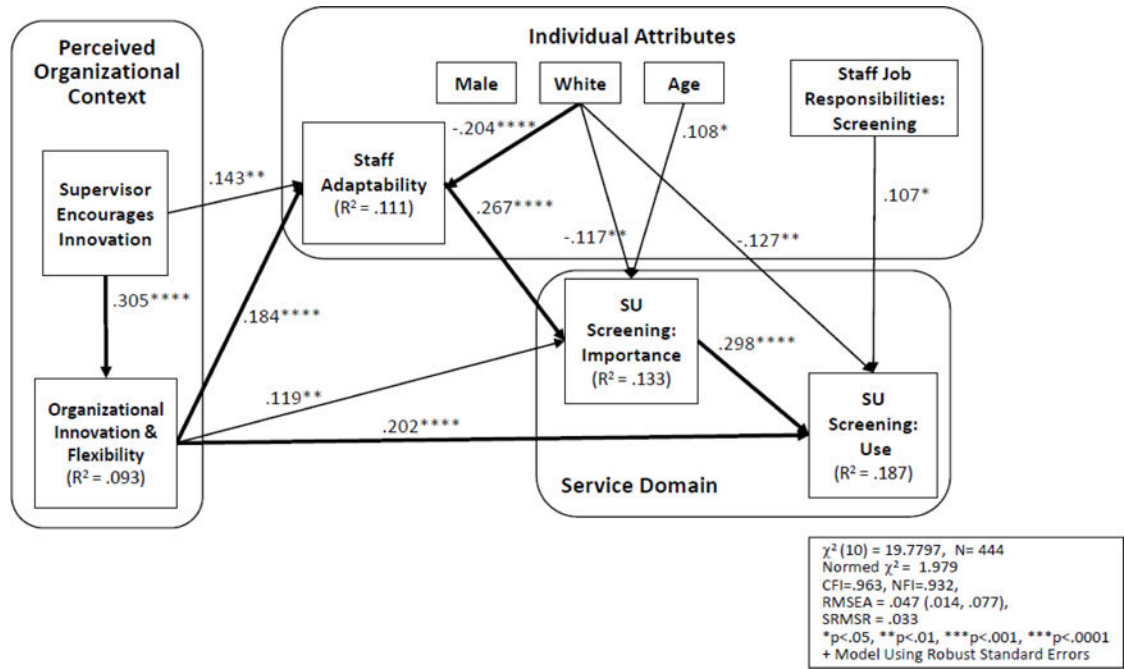 Perceived
Organizational
Context
Individual Attributes
Male
White
Age
Staff Job
Responsibilities:
Screening
-.204****
.108*
Staff
Adaptability
(R² = .111)
.143**
Supervisor
Encourages
Innovation
.267****
.107*
-.117**
-.127**
.305****
.184****
SU
Screening:
Importance
(R² = .133)
.298****
.119**
.202****
Organizational
Innovation &
Flexibility
(R² = .093)
SU
Screening:
Use
(R² = .187)
Service Domain
χ² (10) = 19.7797, N= 444
Normed χ² = 1.979
CFI=.963, NFI=.932,
RMSEA = .047 (.014, .077),
SRMSR = .033
*p<.05, **p<.01, ***p<.001, ***p<.0001
+ Model Using Robust Standard Errors